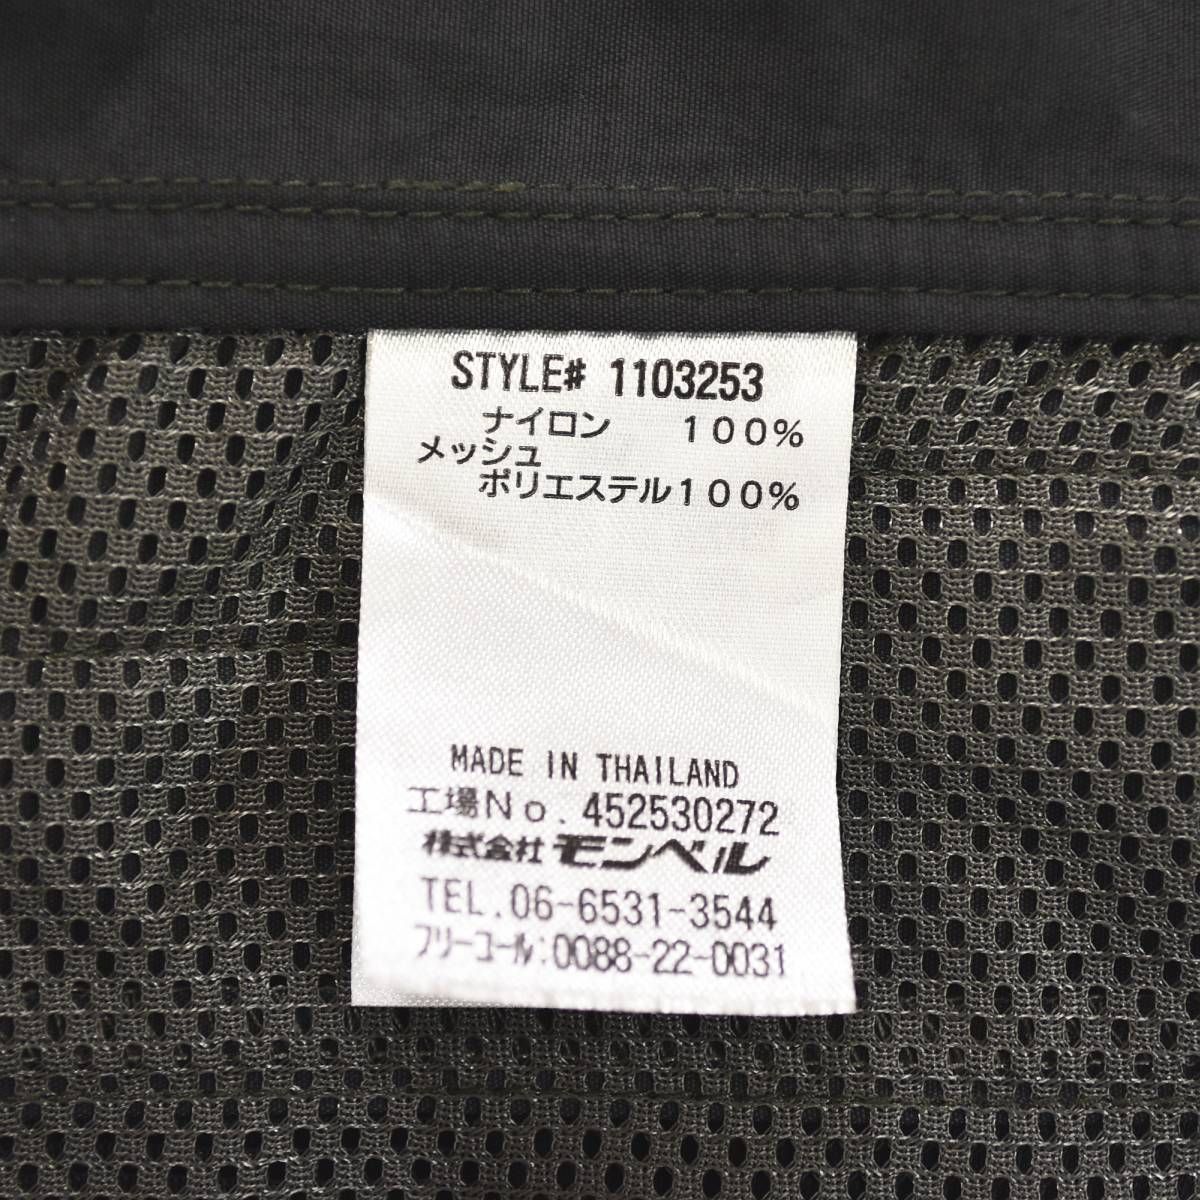 STYLE# 1103253
ナイロン 100%
メッシュ
ポリエステル100%
MADE IN THAILAND
工場No. 452530272
株式会社 モンベル
TEL.06-6531-3544
フリーコール:0088-22-0031